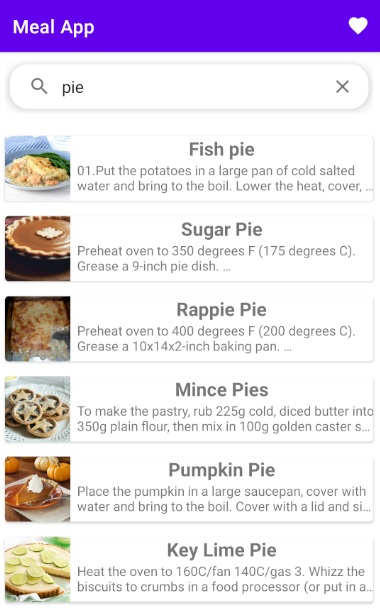 Meal App
pie
Fish pie
01.Put the potatoes in a large pan of cold salted
water and bring to the boil. Lower the heat, cover, ...
Sugar Pie
Preheat oven to 350 degrees F (175 degrees C).
Grease a 9-inch pie dish. ...
Rappie Pie
Preheat oven to 400 degrees F (200 degrees C).
Grease a 10x14x2-inch baking pan. ...
Mince Pies
To make the pastry, rub 225g cold, diced butter into
350g plain flour, then mix in 100g golden caster s...
Pumpkin Pie
Place the pumpkin in a large saucepan, cover with
water and bring to the boil. Cover with a lid and si...
Key Lime Pie
Heat the oven to 160C/fan 140C/gas 3. Whizz the
biscuits to crumbs in a food processor (or put in a...